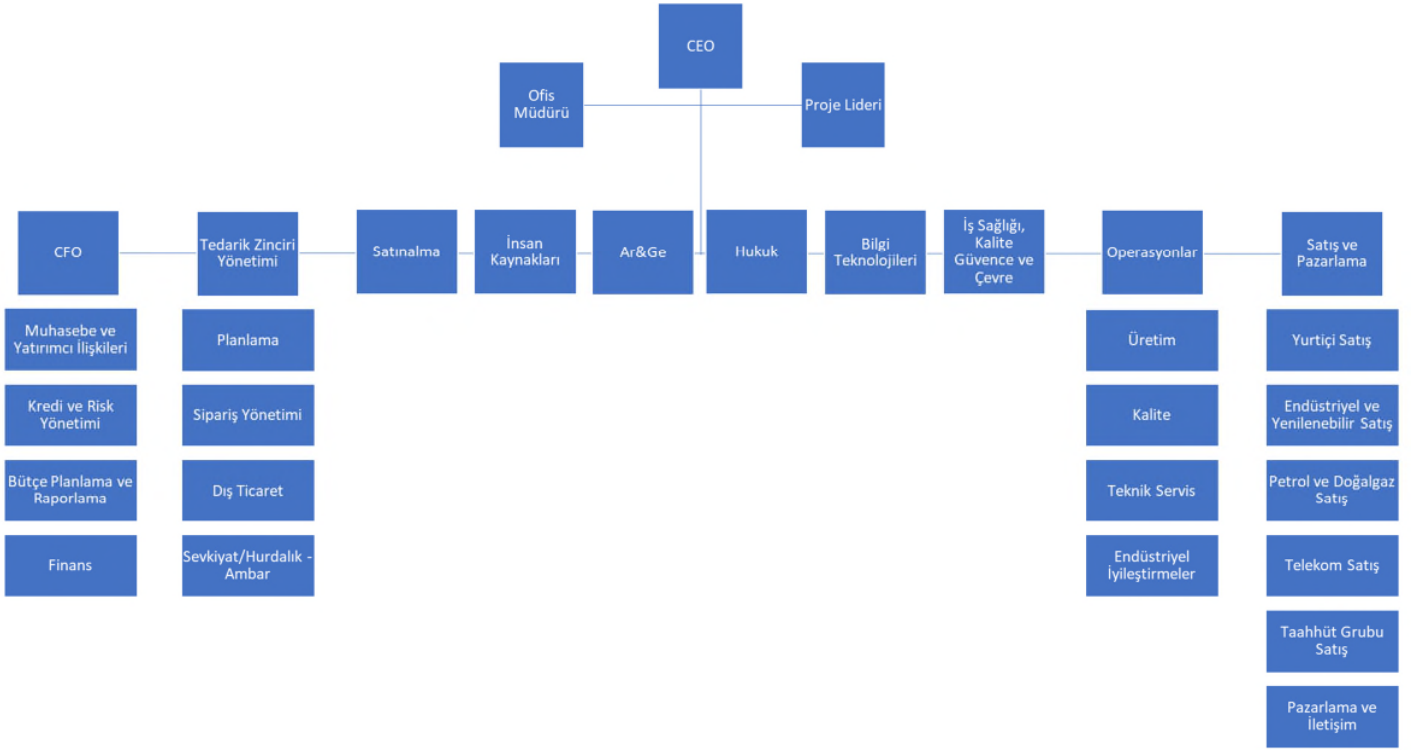 CEO
Ofis
Müdürü
Proje Lideri
CFO
Tedarik Zinciri
Yönetimi
Satınalma
İnsan
Kaynakları
Ar&Ge
Hukuk
Bilgi
Teknolojileri
İş Sağlığı,
Kalite
Güvence ve
Çevre
Operasyonlar
Satış ve
Pazarlama
Muhasebe ve
Yatırımcı İlişkileri
Kredi ve Risk
Yönetimi
Bütçe Planlama ve
Raporlama
Finans
Planlama
Sipariş Yönetimi
Dış Ticaret
Sevkiyat/Hurdalık -
Ambar
Üretim
Kalite
Teknik Servis
Endüstriyel
İyileştirmeler
Yurtiçi Satış
Endüstriyel ve
Yenilenebilir Satış
Petrol ve Doğalgaz
Satış
Telekom Satış
Taahhüt Grubu
Satış
Pazarlama ve
İletişim